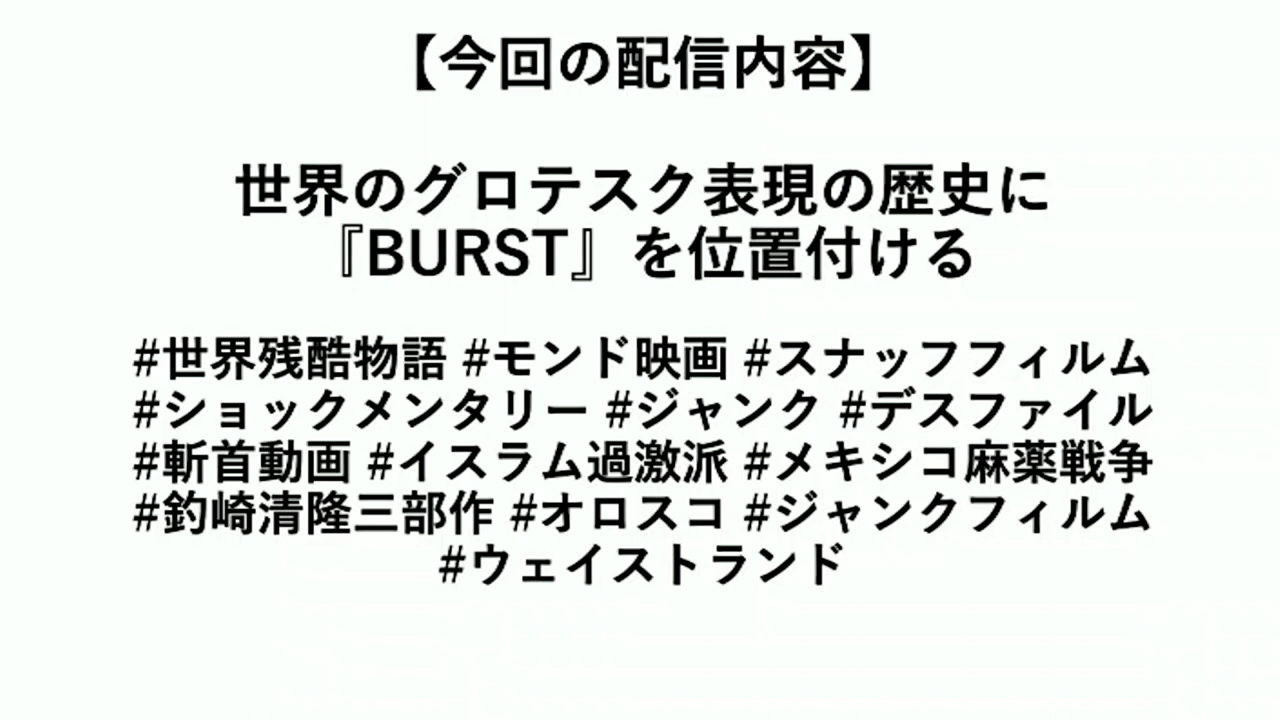 【今回の配信内容】
世界のグロテスク表現の歴史に
『BURST』を位置付ける
#世界残酷物語 #モンド映画 #スナッフフィルム
#ショックメンタリー #ジャンク #デスファイル
#斬首動画 #イスラム過激派 #メキシコ麻薬戦争
#釣崎清隆三部作 #オロスコ #ジャンクフィルム
#ウェイストランド